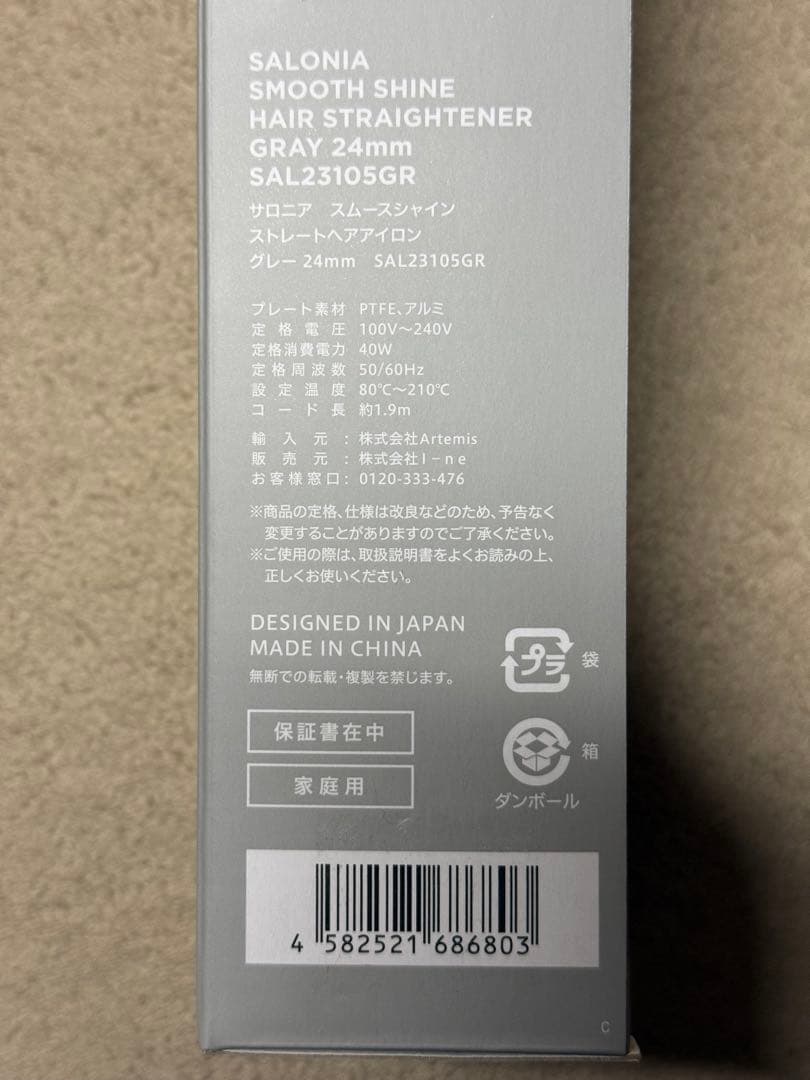 SALONIA
SMOOTH SHINE
HAIR STRAIGHTENER
GRAY 24mm
SAL23105GR
サロニア　スムースシャイン
ストレートヘアアイロン
グレー 24mm　SAL23105GR
プレート素材 PTFE、アルミ
定格電圧 100V〜240V
定格消費電力 40W
定格周波数 50/60Hz
設定温度 80℃〜210℃
コード長 約1.9m
輸入元：株式会社Artemis
販売元：株式会社I－ne
お客様窓口：0120-333-476
※商品の定格、仕様は改良などのため、予告なく
変更することがありますのでご了承ください。
※ご使用の際は、取扱説明書をよくお読みの上、
正しくお使いください。
DESIGNED IN JAPAN
MADE IN CHINA
無断での転載・複製を禁じます。
プラ 袋
保証書在中
箱
家庭用
ダンボール
4 582521 686803
C